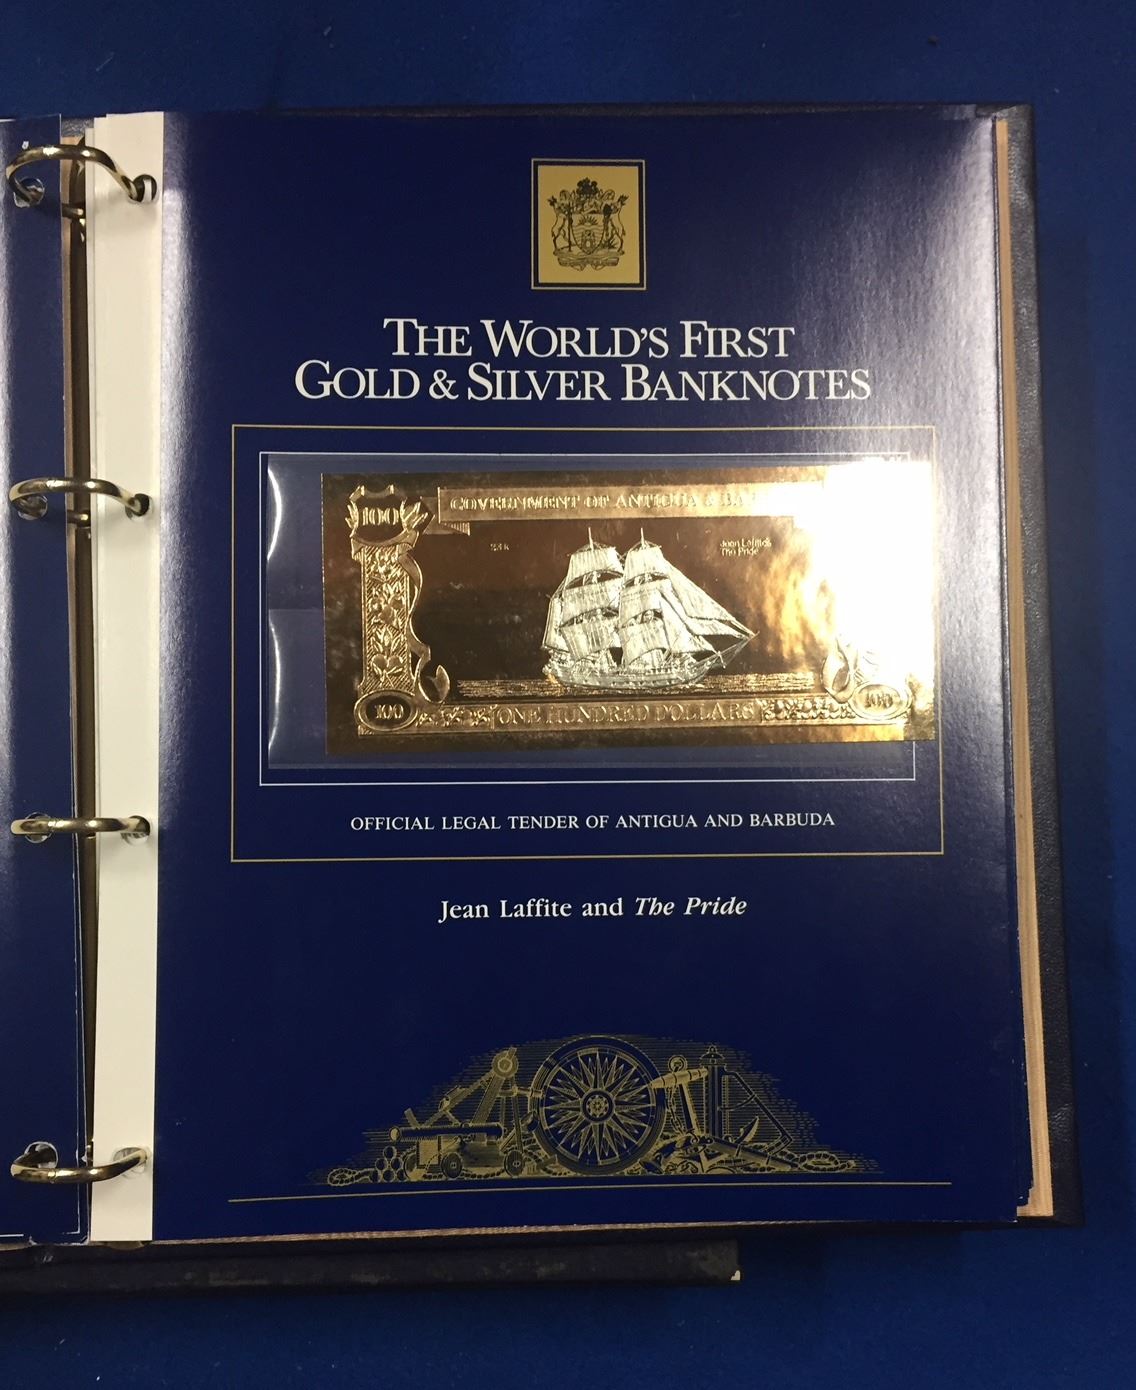 THE WORLD'S FIRST
GOLD & SILVER BANKNOTES
100
GOVERNMENT OF ANTIGUA &
23k
Jean Laffite
The Pride
100
ONE HUNDRED DOLLARS
100
OFFICIAL LEGAL TENDER OF ANTIGUA AND BARBUDA
Jean Laffite and The Pride